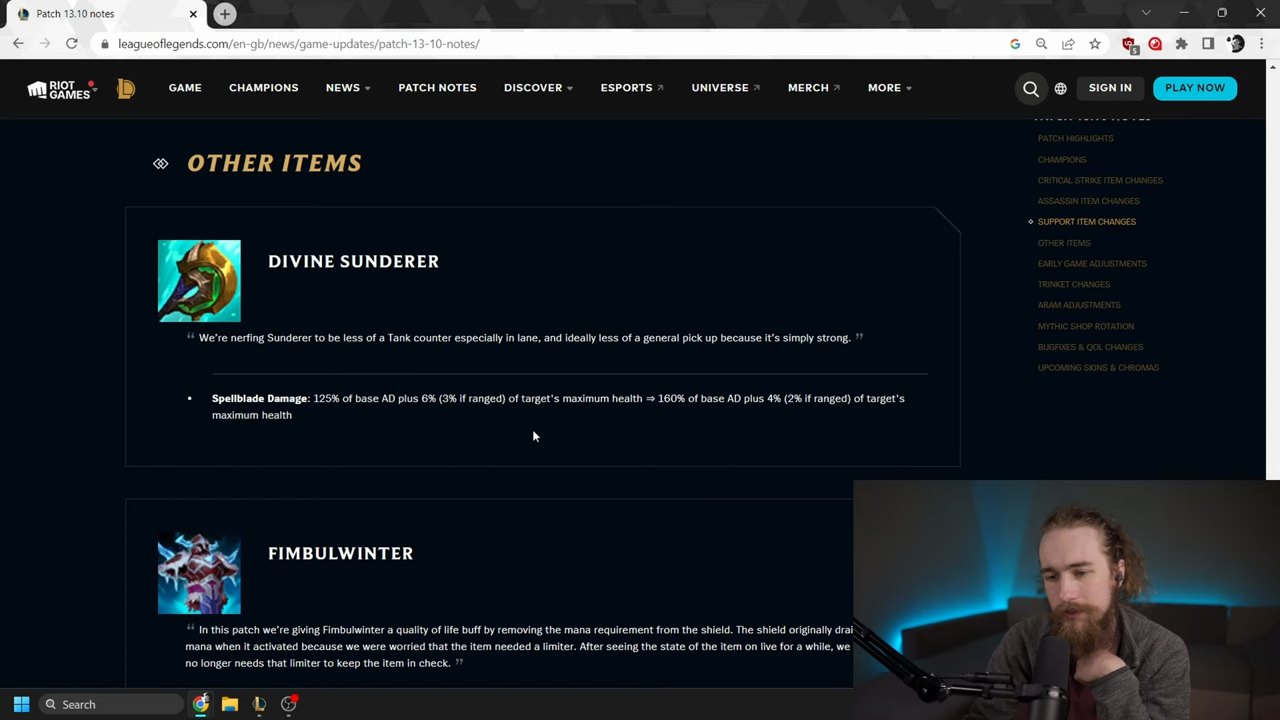 Patch 13.10 notes
leagueoflegends.com/en-gb/news/game-updates/patch-13-10-notes/
5
RIOT GAMES
GAME
CHAMPIONS
NEWS
PATCH NOTES
DISCOVER
ESPORTS
UNIVERSE
MERCH
MORE
SIGN IN
PLAY NOW
OTHER ITEMS
DIVINE SUNDERER
“ We're nerfing Sunderer to be less of a Tank counter especially in lane, and ideally less of a general pick up because it's simply strong. ”
• Spellblade Damage: 125% of base AD plus 6% (3% if ranged) of target's maximum health ⇒ 160% of base AD plus 4% (2% if ranged) of target's
maximum health
FIMBULWINTER
“ In this patch we're giving Fimbulwinter a quality of life buff by removing the mana requirement from the shield. The shield originally drai
mana when it activated because we were worried that the item needed a limiter. After seeing the state of the item on live for a while, we
no longer needs that limiter to keep the item in check. ”
PATCH HIGHLIGHTS
CHAMPIONS
CRITICAL STRIKE ITEM CHANGES
ASSASSIN ITEM CHANGES
SUPPORT ITEM CHANGES
OTHER ITEMS
EARLY GAME ADJUSTMENTS
TRINKET CHANGES
ARAM ADJUSTMENTS
MYTHIC SHOP ROTATION
BUGFIXES & QOL CHANGES
UPCOMING SKINS & CHROMAS
Search